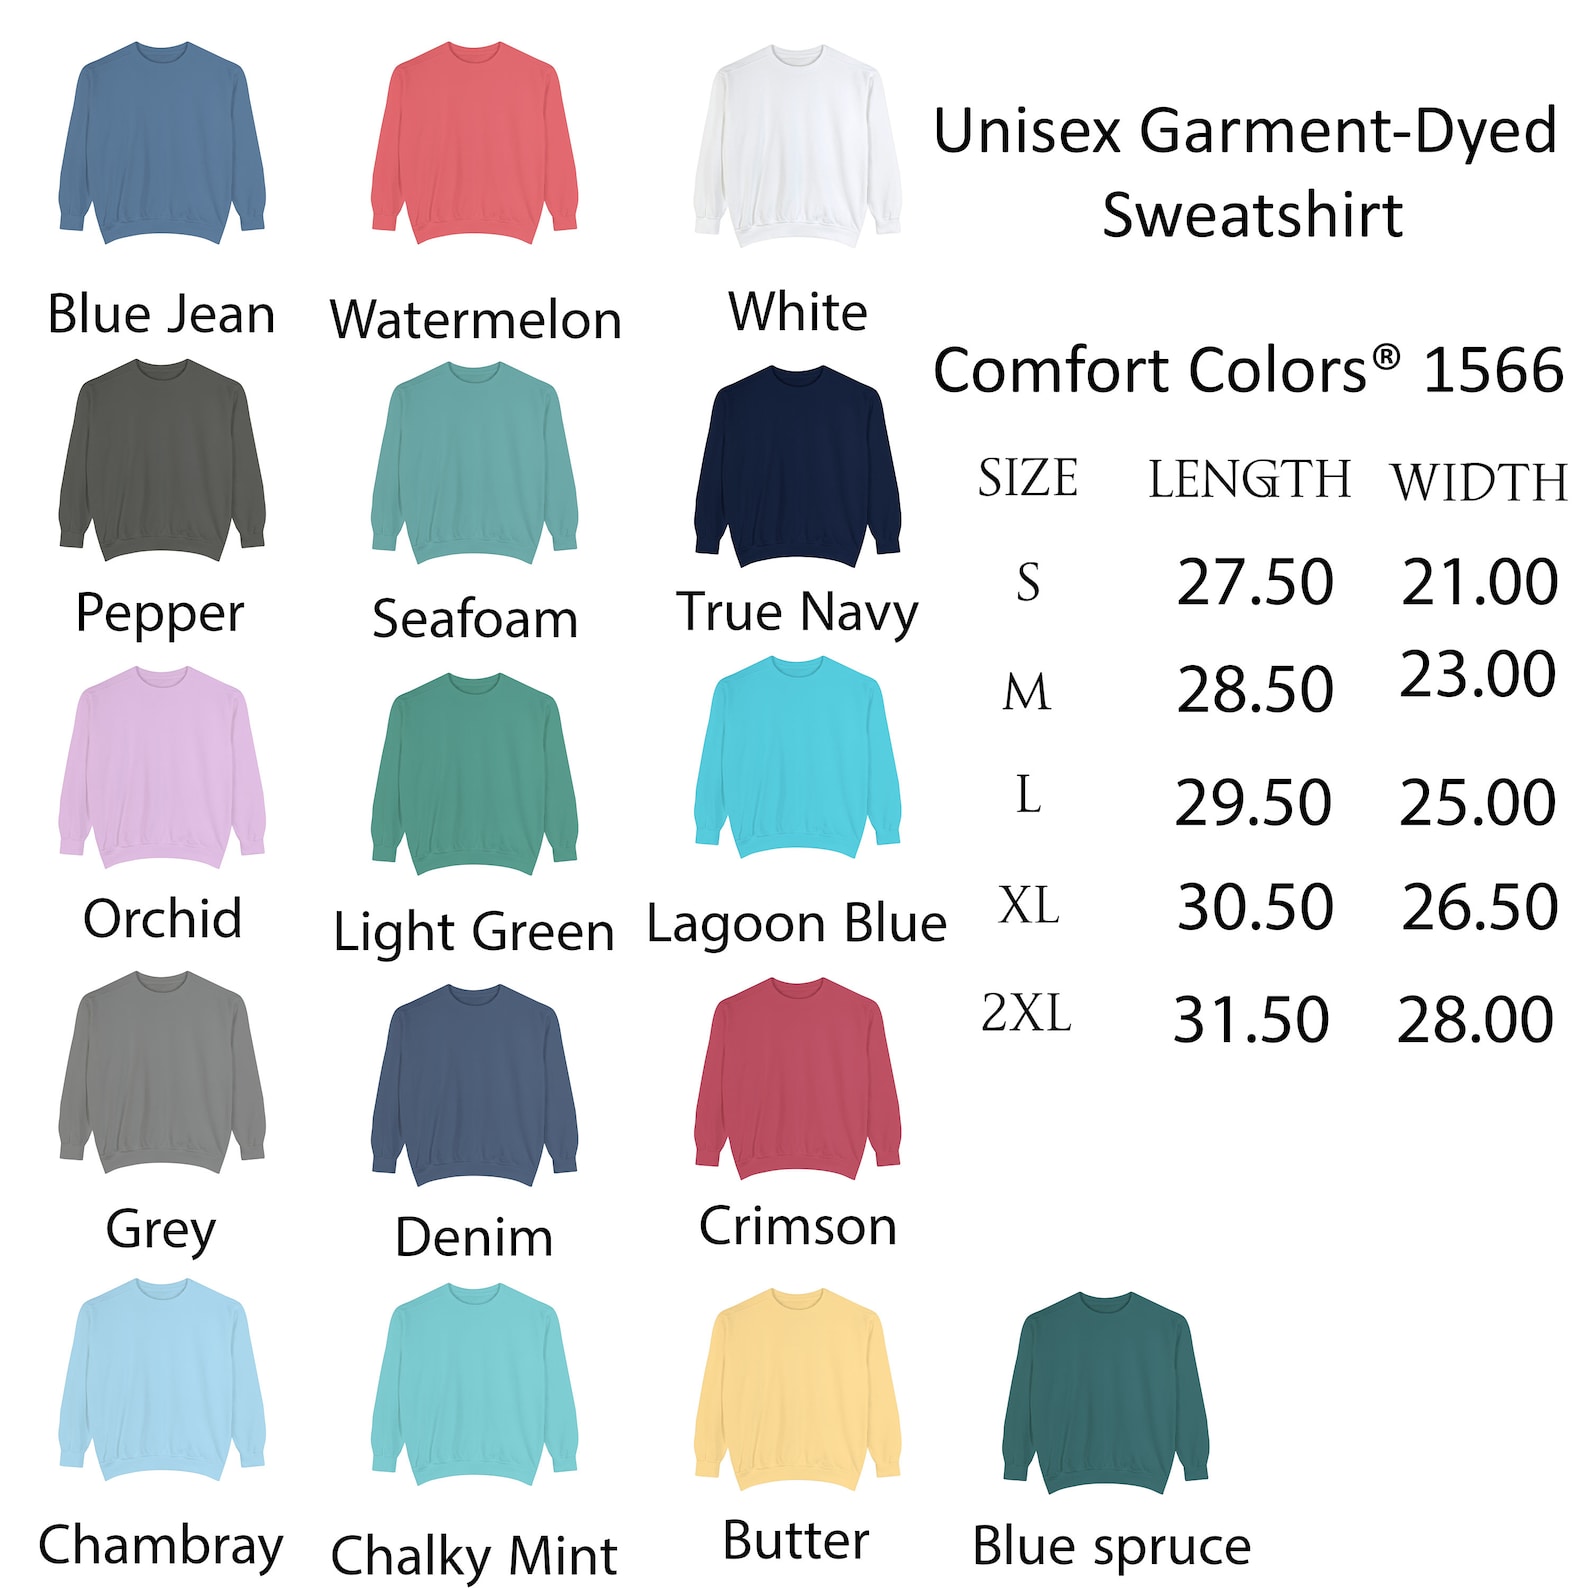 Unisex Garment-Dyed
Sweatshirt
Comfort Colors® 1566
SIZE LENGTH WIDTH
S 27.50 21.00
M 28.50 23.00
L 29.50 25.00
XL 30.50 26.50
2XL 31.50 28.00
Blue Jean Watermelon White
Pepper Seafoam True Navy
Orchid Light Green Lagoon Blue
Grey Denim Crimson
Chambray Chalky Mint Butter Blue spruce